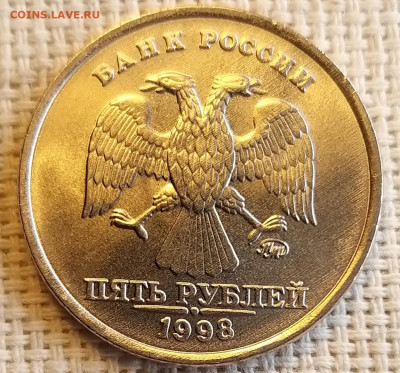 COINS.LAVE.RU
БАНК РОССИИ
ММД
ПЯТЬ РУБЛЕЙ
1998